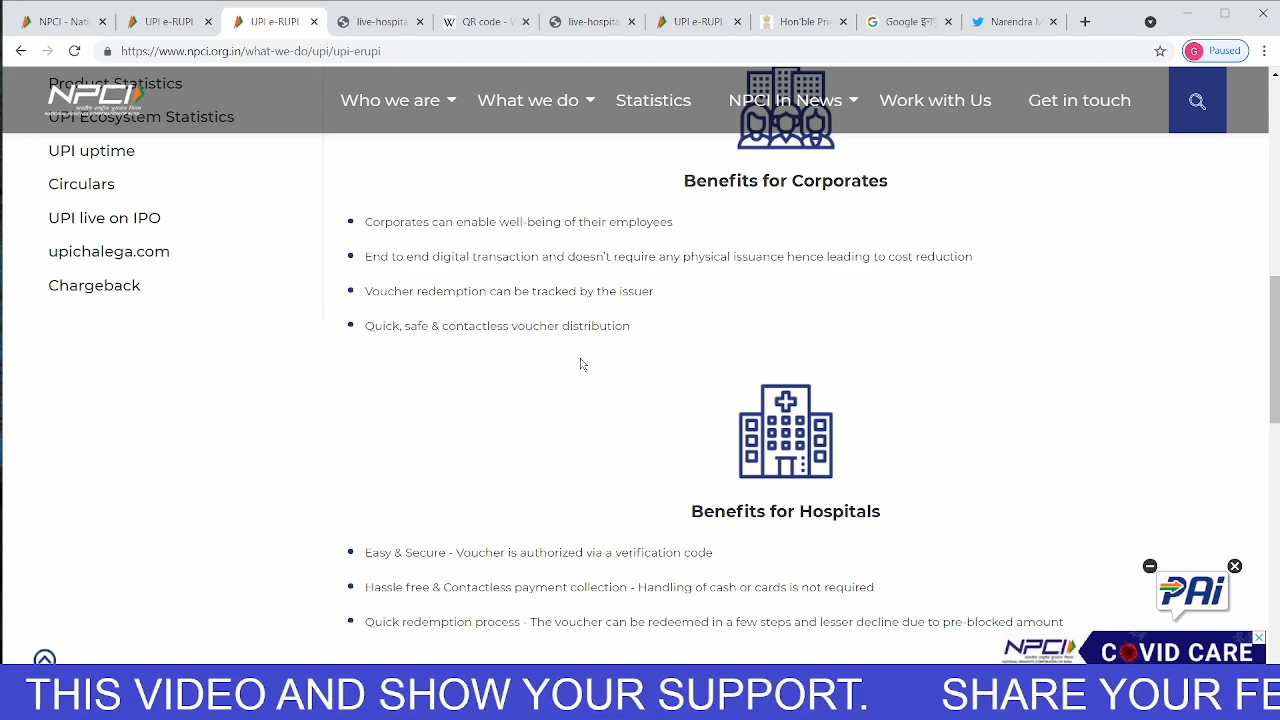 NPCI - Nati
UPI e-RUPI
UPI e-RUPI
live-hospita
QR code - W
live-hospita
UPI e-RUPI
Hon'ble Prim
Google इनपु
Narendra M
https://www.npci.org.in/what-we-do/upi/upi-erupi
G Paused
Product Statistics
NPCI
Who we are
What we do
Statistics
NPCI in News
Work with Us
Get in touch
UPI Ecosystem Statistics
UPI uptime
Circulars
UPI live on IPO
upichalega.com
Chargeback
Benefits for Corporates
Corporates can enable well-being of their employees
End to end digital transaction and doesn't require any physical issuance hence leading to cost reduction
Voucher redemption can be tracked by the issuer
Quick, safe & contactless voucher distribution
Benefits for Hospitals
Easy & Secure - Voucher is authorized via a verification code
Hassle free & Contactless payment collection - Handling of cash or cards is not required
Quick redemption process - The voucher can be redeemed in a few steps and lesser decline due to pre-blocked amount
PAi
NPCI
COVID CARE
THIS VIDEO AND SHOW YOUR SUPPORT. SHARE YOUR FE